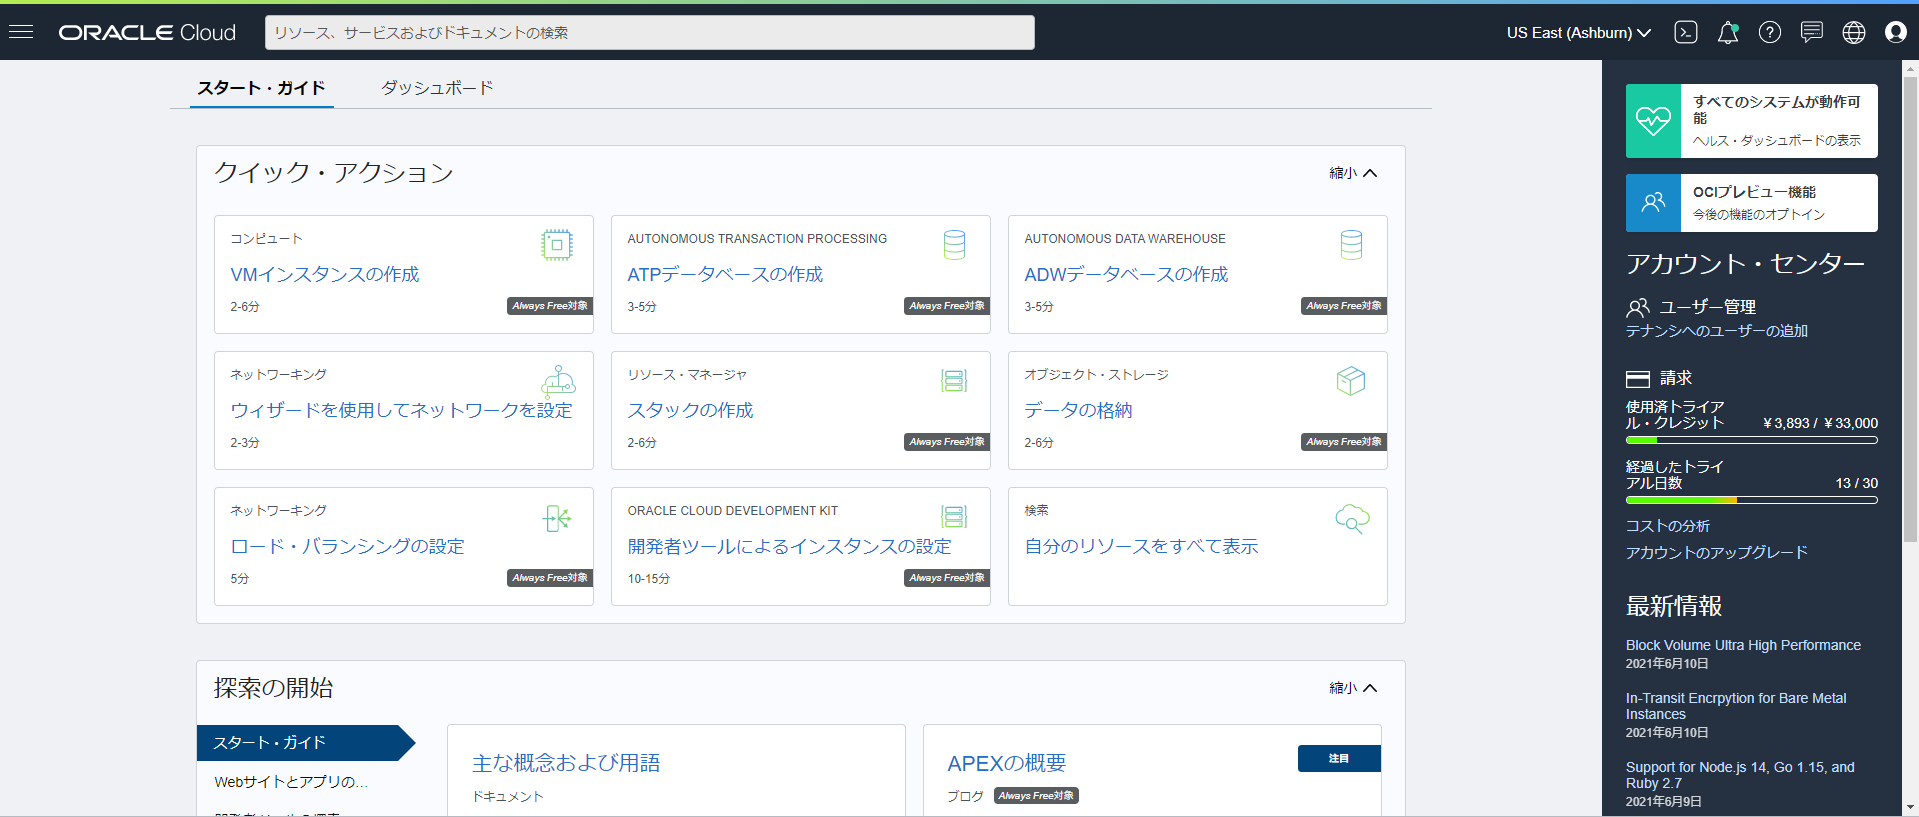 ORACLE Cloud
リソース、サービスおよびドキュメントの検索
US East (Ashburn)
スタート・ガイド
ダッシュボード
クイック・アクション
縮小
コンピュート
VMインスタンスの作成
2-6分
Always Free対象
AUTONOMOUS TRANSACTION PROCESSING
ATPデータベースの作成
3-5分
Always Free対象
AUTONOMOUS DATA WAREHOUSE
ADWデータベースの作成
3-5分
Always Free対象
ネットワーキング
ウィザードを使用してネットワークを設定
2-3分
リソース・マネージャ
スタックの作成
2-6分
Always Free対象
オブジェクト・ストレージ
データの格納
2-6分
Always Free対象
ネットワーキング
ロード・バランシングの設定
5分
Always Free対象
ORACLE CLOUD DEVELOPMENT KIT
開発者ツールによるインスタンスの設定
10-15分
Always Free対象
検索
自分のリソースをすべて表示
探索の開始
縮小
スタート・ガイド
Webサイトとアプリの...
主な概念および用語
ドキュメント
APEXの概要
注目
ブログ
Always Free対象
すべてのシステムが動作可
能
ヘルス・ダッシュボードの表示
OCIプレビュー機能
今後の機能のオプトイン
アカウント・センター
ユーザー管理
テナンシへのユーザーの追加
請求
使用済トライア
ル・クレジット
¥3,893 / ¥33,000
経過したトライ
アル日数
13 / 30
コストの分析
アカウントのアップグレード
最新情報
Block Volume Ultra High Performance
2021年6月10日
In-Transit Encrpytion for Bare Metal
Instances
2021年6月10日
Support for Node.js 14, Go 1.15, and
Ruby 2.7
2021年6月9日